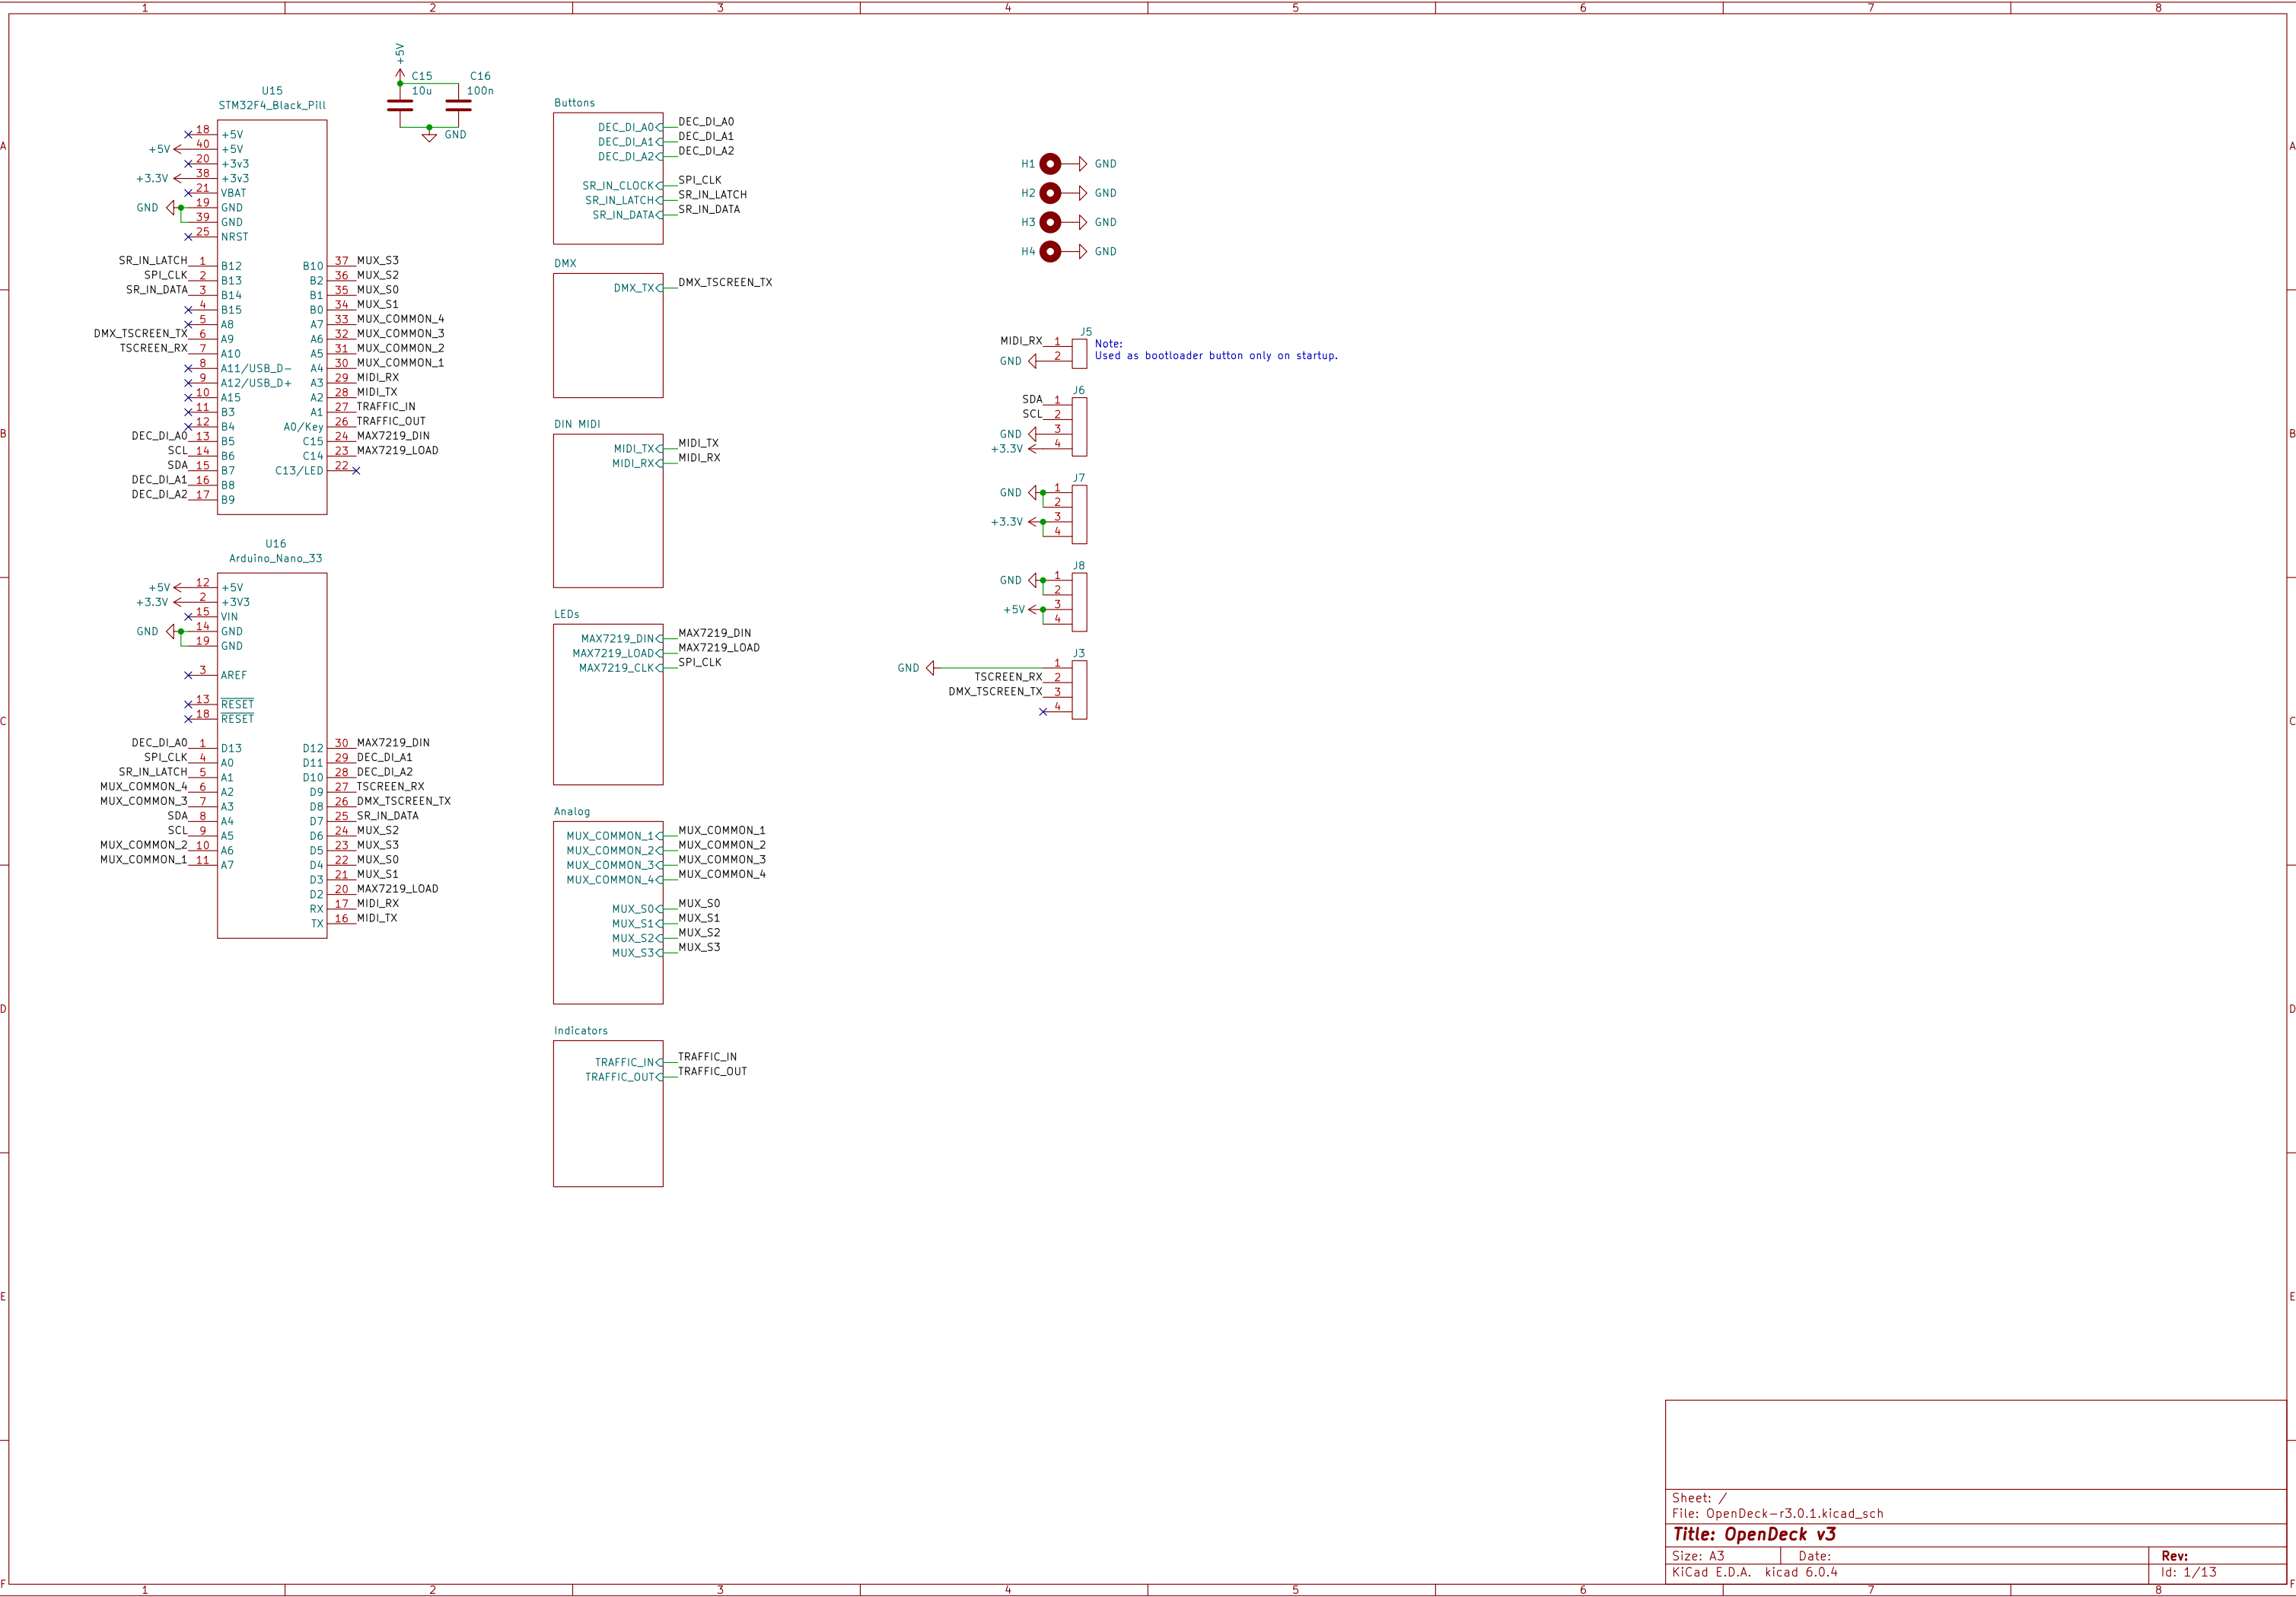 1 2 3 4 5 6 7 8
A
B
C
D
E
F
A
B
C
D
E
F
+5V
C15
10u
C16
100n
GND
U15
STM32F4_Black_Pill
18 +5V
+5V 40 +5V
20 +3v3
+3.3V 38 +3v3
21 VBAT
GND 19 GND
39 GND
25 NRST
SR_IN_LATCH 1 B12
SPI_CLK 2 B13
SR_IN_DATA 3 B14
4 B15
5 A8
DMX_TSCREEN_TX 6 A9
TSCREEN_RX 7 A10
8 A11/USB_D-
9 A12/USB_D+
10 A15
11 B3
12 B4
DEC_DI_A0 13 B5
SCL 14 B6
SDA 15 B7
DEC_DI_A1 16 B8
DEC_DI_A2 17 B9
B10 37 MUX_S3
B2 36 MUX_S2
B1 35 MUX_S0
B0 34 MUX_S1
A7 33 MUX_COMMON_4
A6 32 MUX_COMMON_3
A5 31 MUX_COMMON_2
A4 30 MUX_COMMON_1
A3 29 MIDI_RX
A2 28 MIDI_TX
A1 27 TRAFFIC_IN
A0/Key 26 TRAFFIC_OUT
C15 24 MAX7219_DIN
C14 23 MAX7219_LOAD
C13/LED 22
U16
Arduino_Nano_33
+5V 12 +5V
+3.3V 2 +3V3
15 VIN
GND 14 GND
19 GND
3 AREF
13 RESET
18 RESET
DEC_DI_A0 1 D13
SPI_CLK 4 A0
SR_IN_LATCH 5 A1
MUX_COMMON_4 6 A2
MUX_COMMON_3 7 A3
SDA 8 A4
SCL 9 A5
MUX_COMMON_2 10 A6
MUX_COMMON_1 11 A7
D12 30 MAX7219_DIN
D11 29 DEC_DI_A1
D10 28 DEC_DI_A2
D9 27 TSCREEN_RX
D8 26 DMX_TSCREEN_TX
D7 25 SR_IN_DATA
D6 24 MUX_S2
D5 23 MUX_S3
D4 22 MUX_S0
D3 21 MUX_S1
D2 20 MAX7219_LOAD
RX 17 MIDI_RX
TX 16 MIDI_TX
Buttons
DEC_DI_A0 DEC_DI_A0
DEC_DI_A1 DEC_DI_A1
DEC_DI_A2 DEC_DI_A2
SR_IN_CLOCK SPI_CLK
SR_IN_LATCH SR_IN_LATCH
SR_IN_DATA SR_IN_DATA
DMX
DMX_TX DMX_TSCREEN_TX
DIN MIDI
MIDI_TX MIDI_TX
MIDI_RX MIDI_RX
LEDs
MAX7219_DIN MAX7219_DIN
MAX7219_LOAD MAX7219_LOAD
MAX7219_CLK SPI_CLK
Analog
MUX_COMMON_1 MUX_COMMON_1
MUX_COMMON_2 MUX_COMMON_2
MUX_COMMON_3 MUX_COMMON_3
MUX_COMMON_4 MUX_COMMON_4
MUX_S0 MUX_S0
MUX_S1 MUX_S1
MUX_S2 MUX_S2
MUX_S3 MUX_S3
Indicators
TRAFFIC_IN TRAFFIC_IN
TRAFFIC_OUT TRAFFIC_OUT
H1 GND
H2 GND
H3 GND
H4 GND
J5
MIDI_RX 1
GND 2
Note:
Used as bootloader button only on startup.
J6
SDA 1
SCL 2
GND 3
+3.3V 4
J7
GND 1
2
+3.3V 3
4
J8
GND 1
2
+5V 3
4
J3
GND 1
TSCREEN_RX 2
DMX_TSCREEN_TX 3
4
Sheet: /
File: OpenDeck-r3.0.1.kicad_sch
Title: OpenDeck v3
Size: A3 Date: Rev:
KiCad E.D.A. kicad 6.0.4 Id: 1/13
1 2 3 4 5 6 7 8